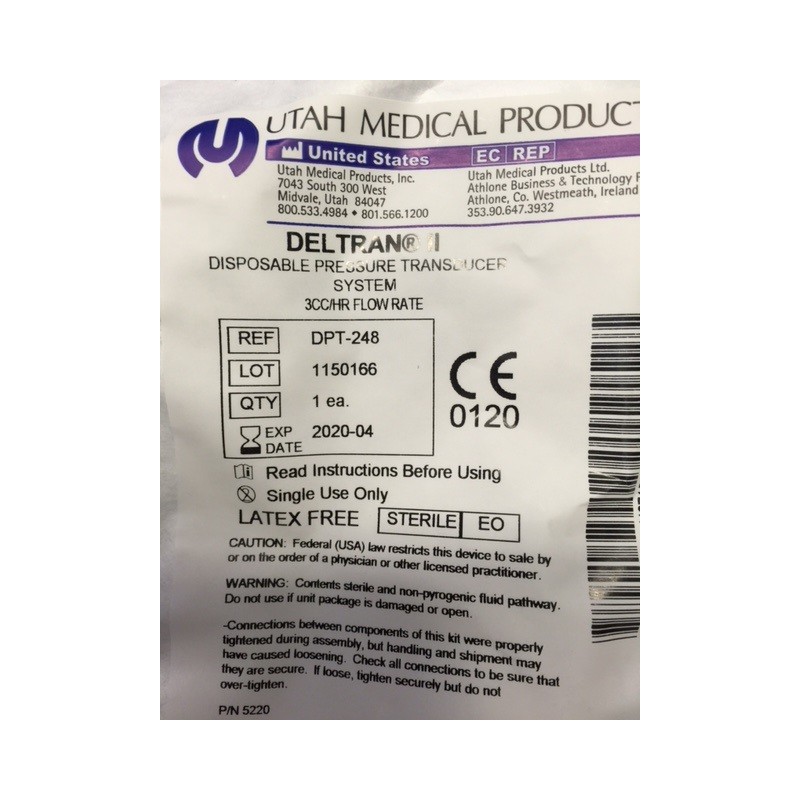 UTAH MEDICAL PRODUCT
United States
EC REP
Utah Medical Products, Inc.
7043 South 300 West
Midvale, Utah 84047
800.533.4984 ♦ 801.566.1200
Utah Medical Products Ltd.
Athlone Business & Technology P
Athlone, Co. Westmeath, Ireland
353.90.647.3932
DELTRAN® II
DISPOSABLE PRESSURE TRANSDUCER
SYSTEM
3CC/HR FLOW RATE
REF DPT-248
LOT 1150166
QTY 1 ea.
EXP DATE 2020-04
CE
0120
Read Instructions Before Using
Single Use Only
LATEX FREE STERILE EO
CAUTION: Federal (USA) law restricts this device to sale by
or on the order of a physician or other licensed practitioner.
WARNING: Contents sterile and non-pyrogenic fluid pathway.
Do not use if unit package is damaged or open.
-Connections between components of this kit were properly
tightened during assembly, but handling and shipment may
have caused loosening. Check all connections to be sure that
they are secure. If loose, tighten securely but do not
over-tighten.
P/N 5220